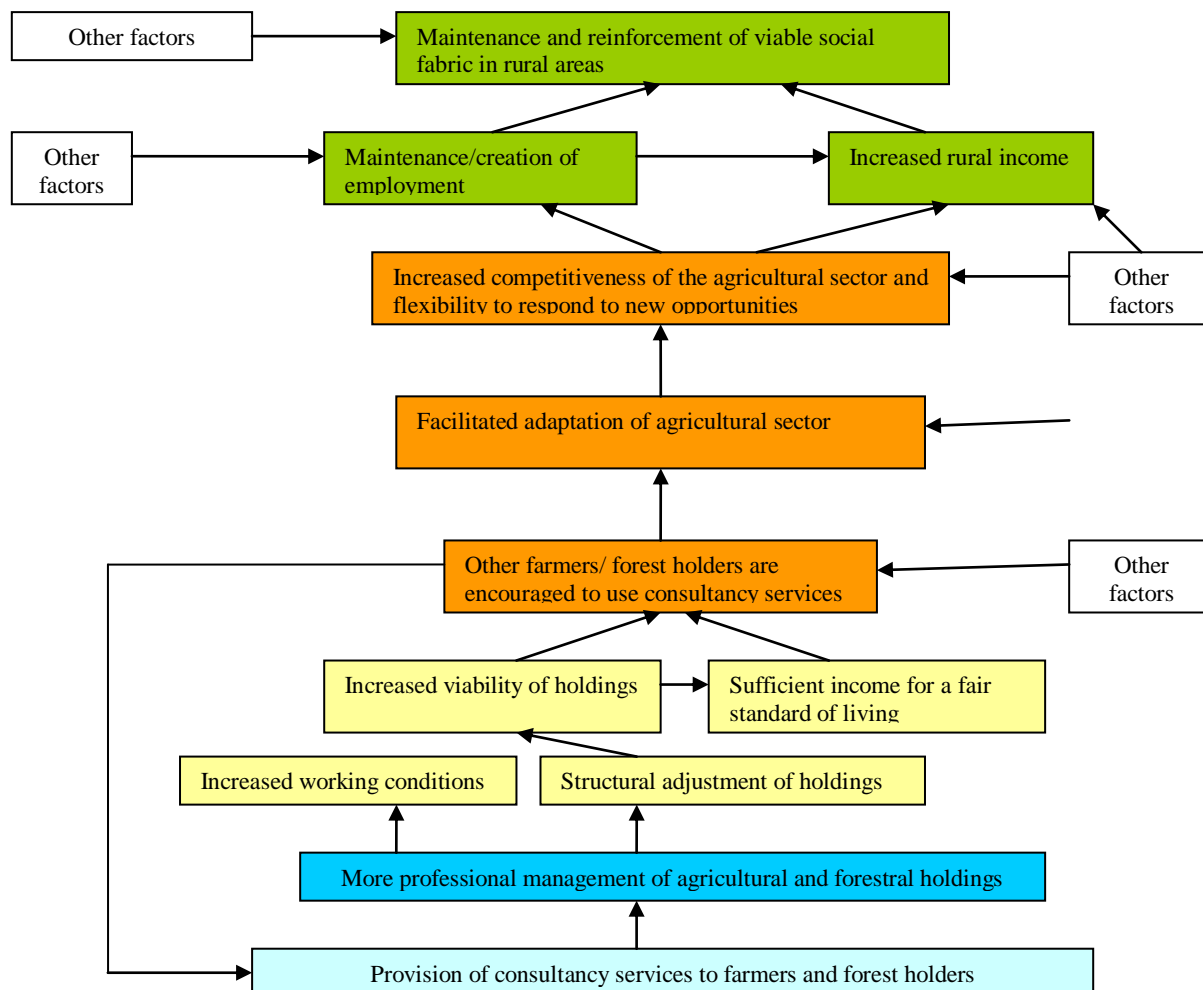 Other factors
Maintenance and reinforcement of viable social
fabric in rural areas
Other
factors
Maintenance/creation of
employment
Increased rural income
Increased competitiveness of the agricultural sector and
flexibility to respond to new opportunities
Other
factors
Facilitated adaptation of agricultural sector
Other farmers/ forest holders are
encouraged to use consultancy services
Other
factors
Increased viability of holdings
Sufficient income for a fair
standard of living
Increased working conditions
Structural adjustment of holdings
More professional management of agricultural and forestral holdings
Provision of consultancy services to farmers and forest holders